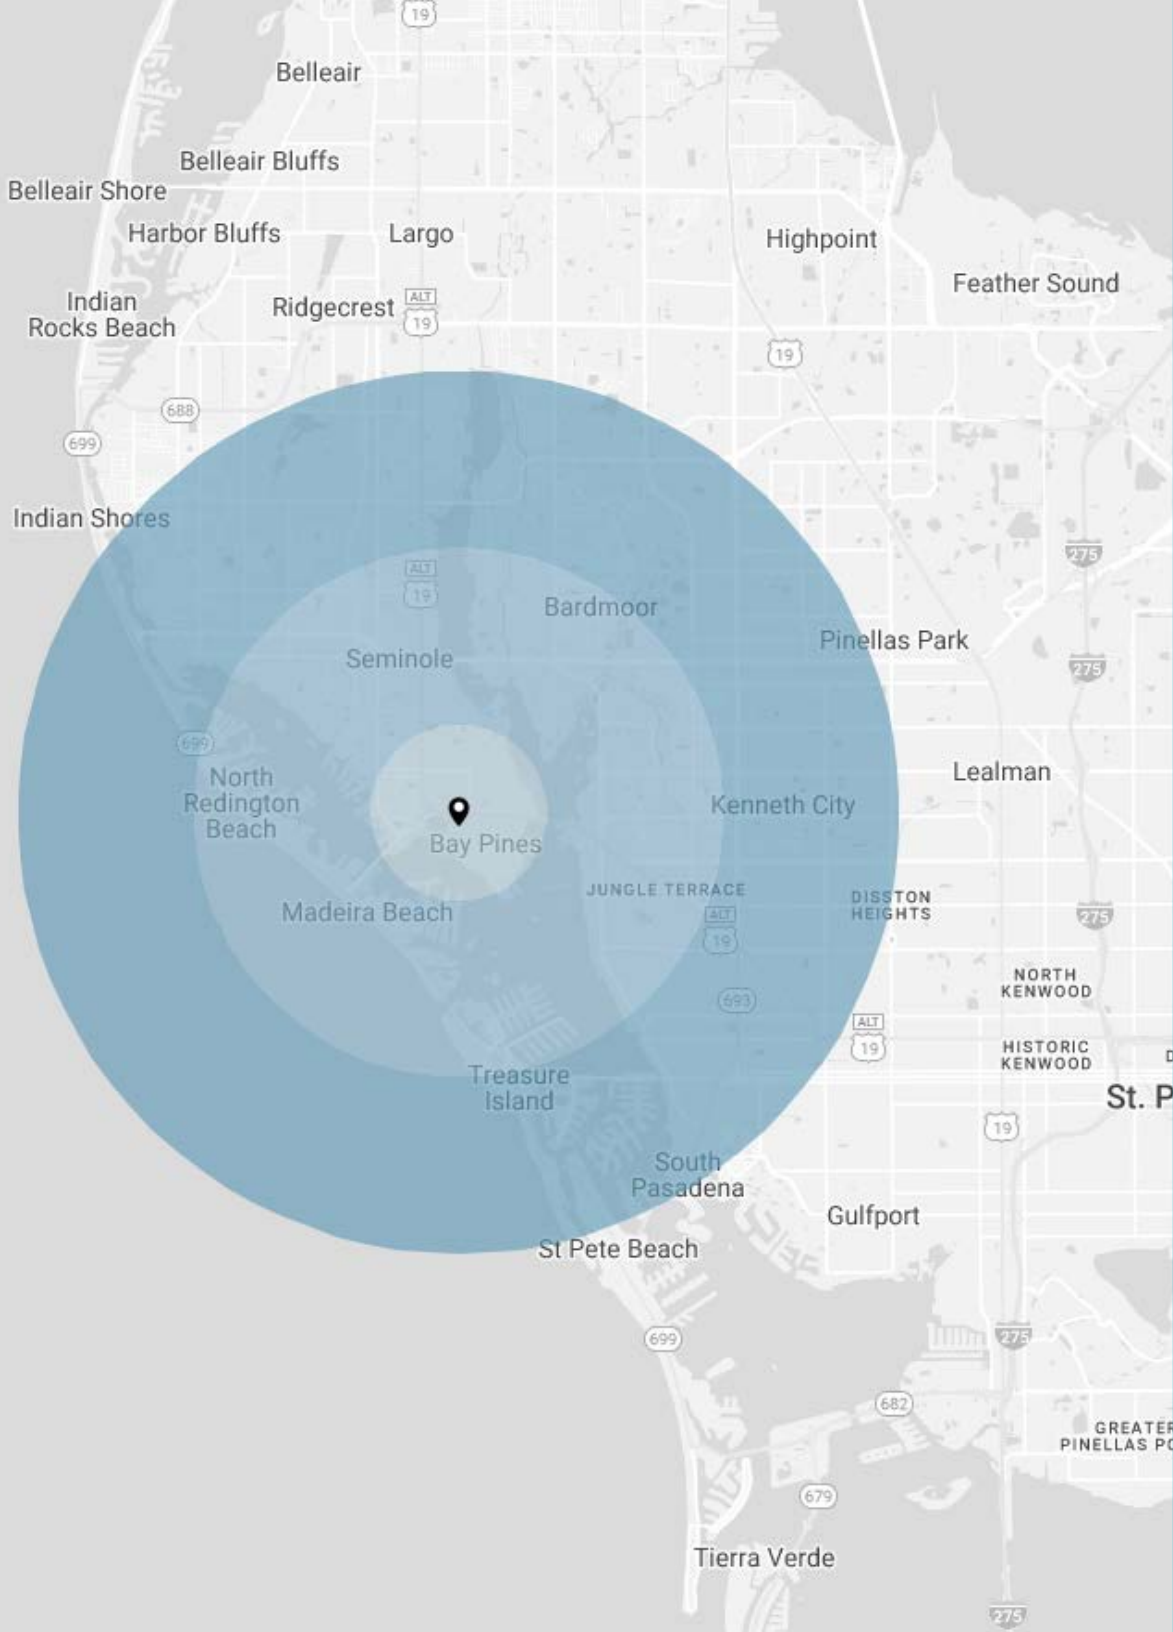 19
Belleair
Belleair Bluffs
Belleair Shore
Harbor Bluffs
Largo
Highpoint
Feather Sound
Indian
Rocks Beach
Ridgecrest
ALT
19
19
688
699
Indian Shores
275
ALT
19
Bardmoor
Pinellas Park
Seminole
275
699
North
Redington
Beach
Lealman
Kenneth City
Bay Pines
JUNGLE TERRACE
DISSTON
HEIGHTS
Madeira Beach
ALT
19
275
NORTH
KENWOOD
693
ALT
19
HISTORIC
KENWOOD
D
Treasure
Island
St. P
19
South
Pasadena
Gulfport
St Pete Beach
699
275
682
GREATER
PINELLAS PO
679
Tierra Verde
275